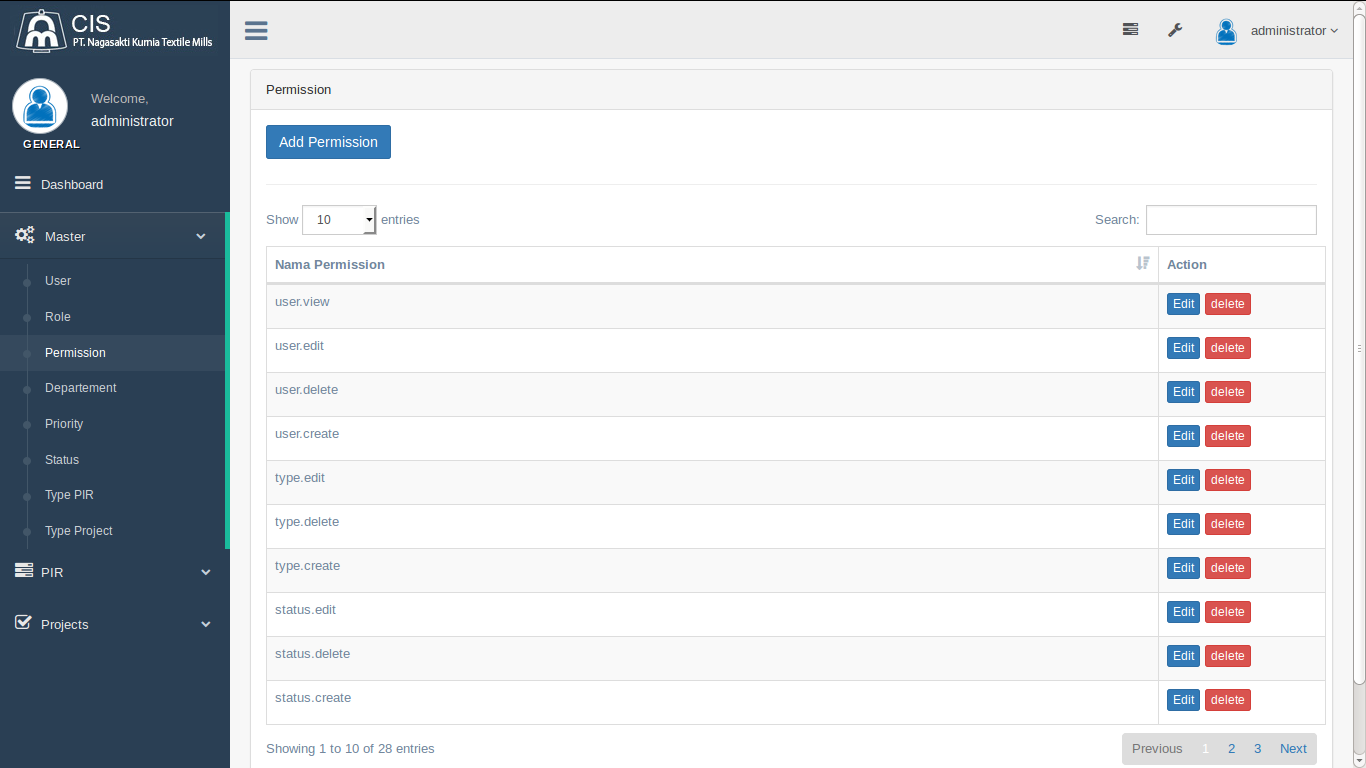 CIS
PT. Nagasakti Kurnia Textile Mills
Welcome,
administrator
GENERAL
Dashboard
Master
User
Role
Permission
Departement
Priority
Status
Type PIR
Type Project
PIR
Projects
administrator
Permission
Add Permission
Show 10 entries
Search:
Nama Permission Action
user.view Edit delete
user.edit Edit delete
user.delete Edit delete
user.create Edit delete
type.edit Edit delete
type.delete Edit delete
type.create Edit delete
status.edit Edit delete
status.delete Edit delete
status.create Edit delete
Showing 1 to 10 of 28 entries
Previous 1 2 3 Next